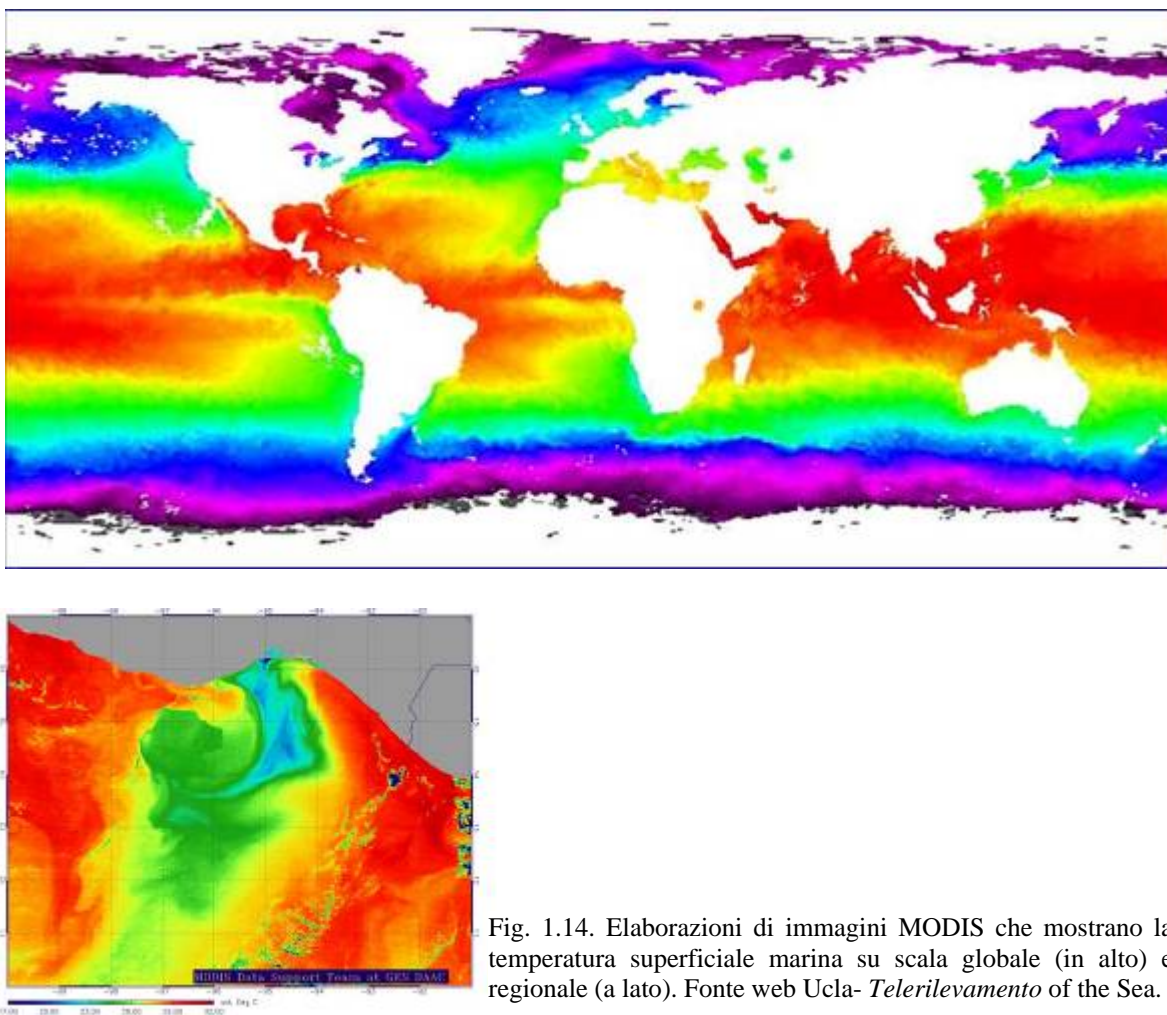 MODIS Data Support Team at GES DAAC
Fig. 1.14. Elaborazioni di immagini MODIS che mostrano la
temperatura superficiale marina su scala globale (in alto) e
regionale (a lato). Fonte web Ucla- Telerilevamento of the Sea.